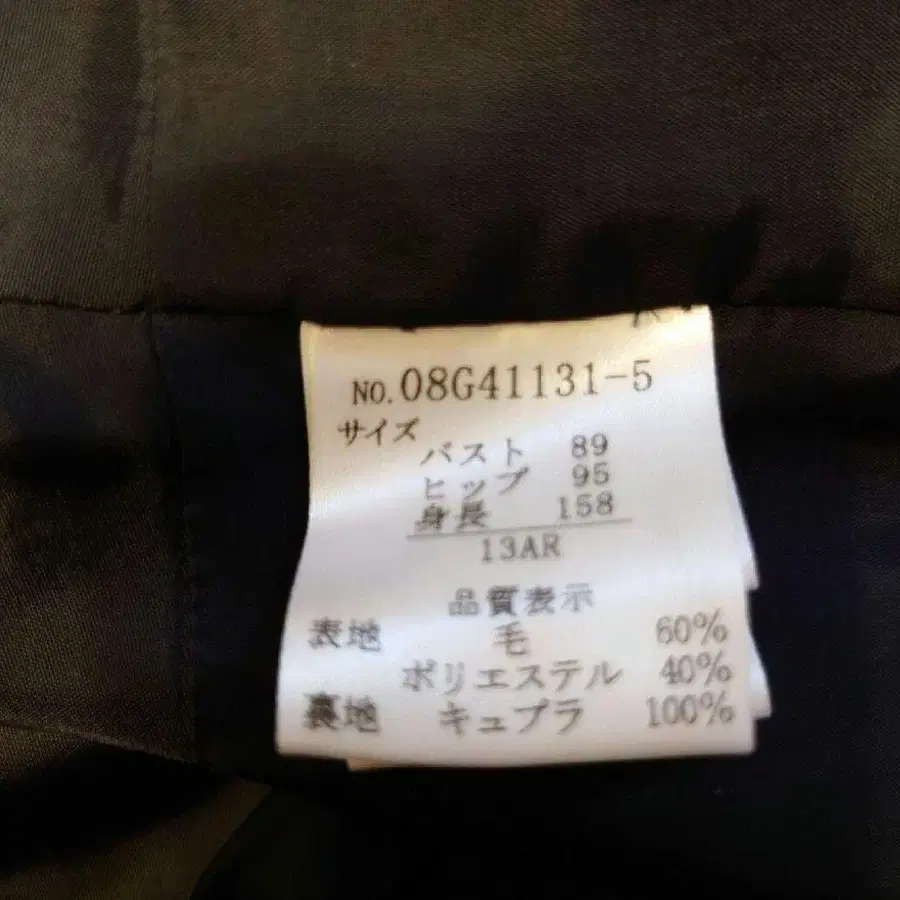 NO.08G41131-5
サイズ
バスト 89
ヒップ 95
身長 158
13AR
品質表示
表地 毛 60%
ポリエステル 40%
裏地 キュプラ 100%